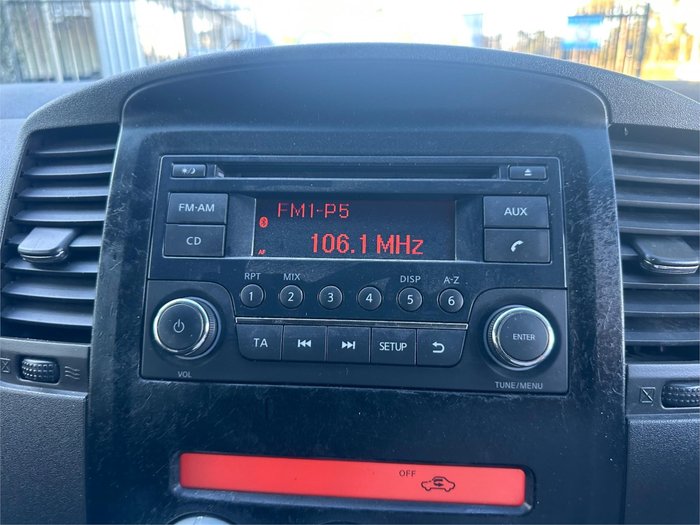 FM·AM
FM1-P5
AUX
CD
AF
106.1 MHz
RPT MIX DISP A-Z
1 2 3 4 5 6
TA SETUP
ENTER
VOL
TUNE/MENU
OFF